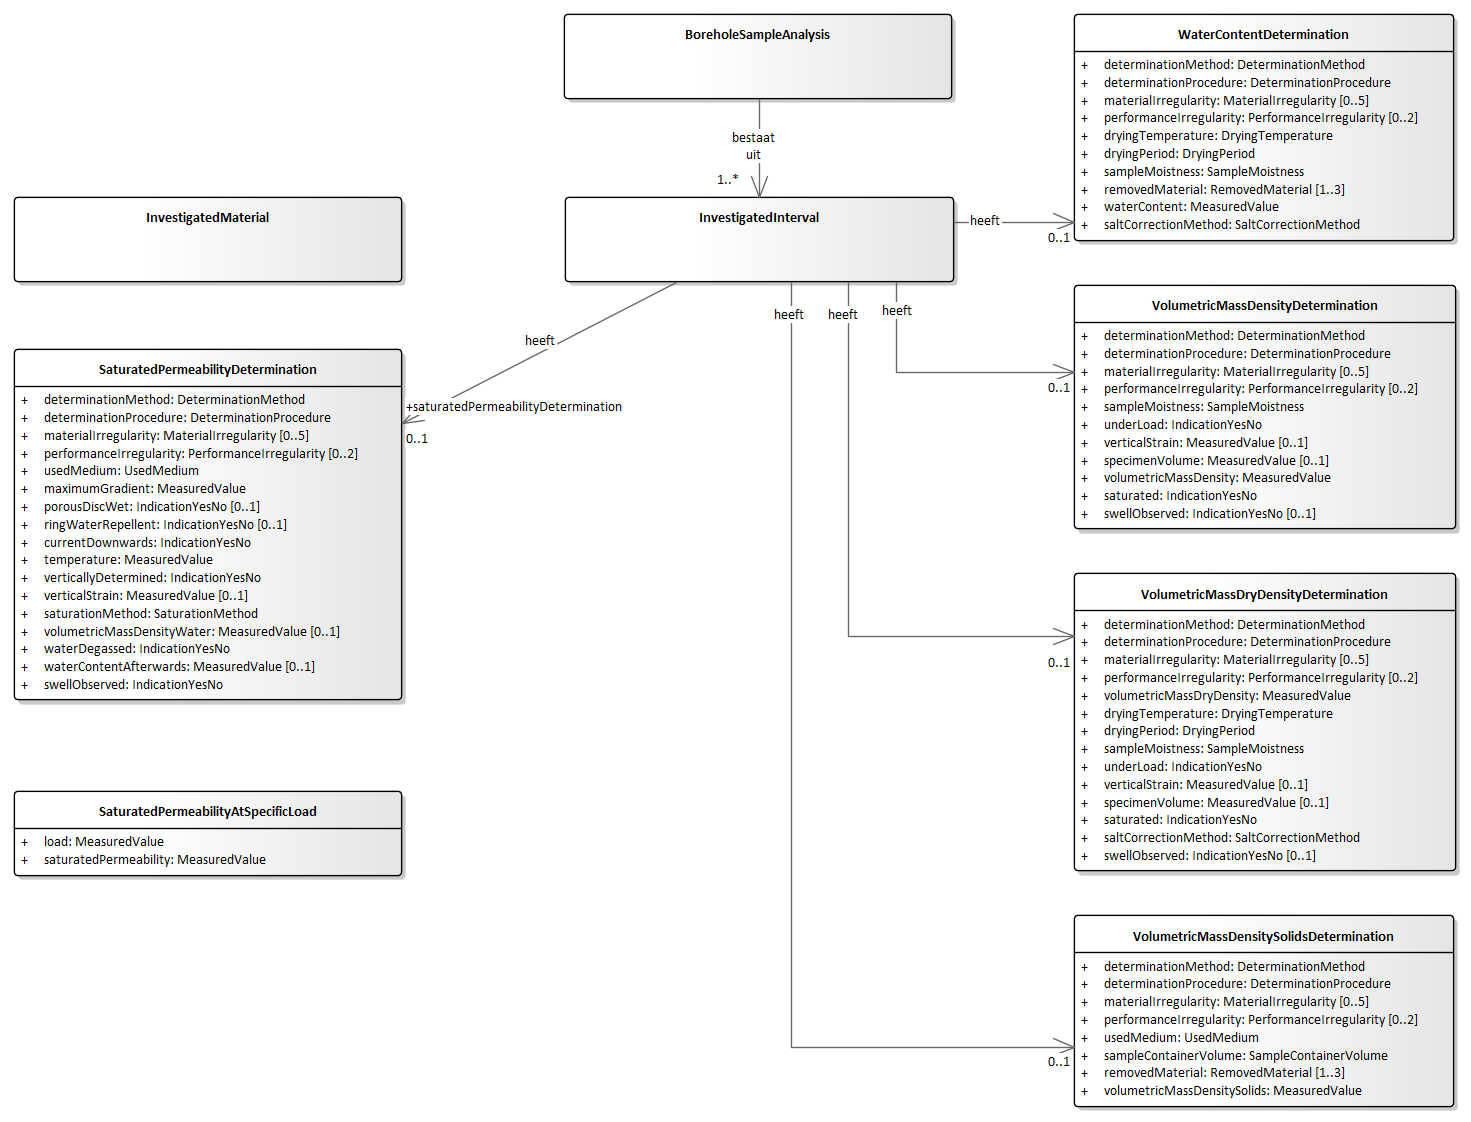 BoreholeSampleAnalysis
bestaat
uit
1..*
InvestigatedMaterial
InvestigatedInterval
heeft
0..1
WaterContentDetermination
+ determinationMethod: DeterminationMethod
+ determinationProcedure: DeterminationProcedure
+ materialIrregularity: MaterialIrregularity [0..5]
+ performanceIrregularity: PerformanceIrregularity [0..2]
+ dryingTemperature: DryingTemperature
+ dryingPeriod: DryingPeriod
+ sampleMoistness: SampleMoistness
+ removedMaterial: RemovedMaterial [1..3]
+ waterContent: MeasuredValue
+ saltCorrectionMethod: SaltCorrectionMethod
heeft
heeft
heeft
heeft
+saturatedPermeabilityDetermination
0..1
SaturatedPermeabilityDetermination
+ determinationMethod: DeterminationMethod
+ determinationProcedure: DeterminationProcedure
+ materialIrregularity: MaterialIrregularity [0..5]
+ performanceIrregularity: PerformanceIrregularity [0..2]
+ usedMedium: UsedMedium
+ maximumGradient: MeasuredValue
+ porousDiscWet: IndicationYesNo [0..1]
+ ringWaterRepellent: IndicationYesNo [0..1]
+ currentDownwards: IndicationYesNo
+ temperature: MeasuredValue
+ verticallyDetermined: IndicationYesNo
+ verticalStrain: MeasuredValue [0..1]
+ saturationMethod: SaturationMethod
+ volumetricMassDensityWater: MeasuredValue [0..1]
+ waterDegassed: IndicationYesNo
+ waterContentAfterwards: MeasuredValue [0..1]
+ swellObserved: IndicationYesNo
SaturatedPermeabilityAtSpecificLoad
+ load: MeasuredValue
+ saturatedPermeability: MeasuredValue
0..1
VolumetricMassDensityDetermination
+ determinationMethod: DeterminationMethod
+ determinationProcedure: DeterminationProcedure
+ materialIrregularity: MaterialIrregularity [0..5]
+ performanceIrregularity: PerformanceIrregularity [0..2]
+ sampleMoistness: SampleMoistness
+ underLoad: IndicationYesNo
+ verticalStrain: MeasuredValue [0..1]
+ specimenVolume: MeasuredValue [0..1]
+ volumetricMassDensity: MeasuredValue
+ saturated: IndicationYesNo
+ swellObserved: IndicationYesNo [0..1]
0..1
VolumetricMassDryDensityDetermination
+ determinationMethod: DeterminationMethod
+ determinationProcedure: DeterminationProcedure
+ materialIrregularity: MaterialIrregularity [0..5]
+ performanceIrregularity: PerformanceIrregularity [0..2]
+ volumetricMassDryDensity: MeasuredValue
+ dryingTemperature: DryingTemperature
+ dryingPeriod: DryingPeriod
+ sampleMoistness: SampleMoistness
+ underLoad: IndicationYesNo
+ verticalStrain: MeasuredValue [0..1]
+ specimenVolume: MeasuredValue [0..1]
+ saturated: IndicationYesNo
+ saltCorrectionMethod: SaltCorrectionMethod
+ swellObserved: IndicationYesNo [0..1]
0..1
VolumetricMassDensitySolidsDetermination
+ determinationMethod: DeterminationMethod
+ determinationProcedure: DeterminationProcedure
+ materialIrregularity: MaterialIrregularity [0..5]
+ performanceIrregularity: PerformanceIrregularity [0..2]
+ usedMedium: UsedMedium
+ sampleContainerVolume: SampleContainerVolume
+ removedMaterial: RemovedMaterial [1..3]
+ volumetricMassDensitySolids: MeasuredValue